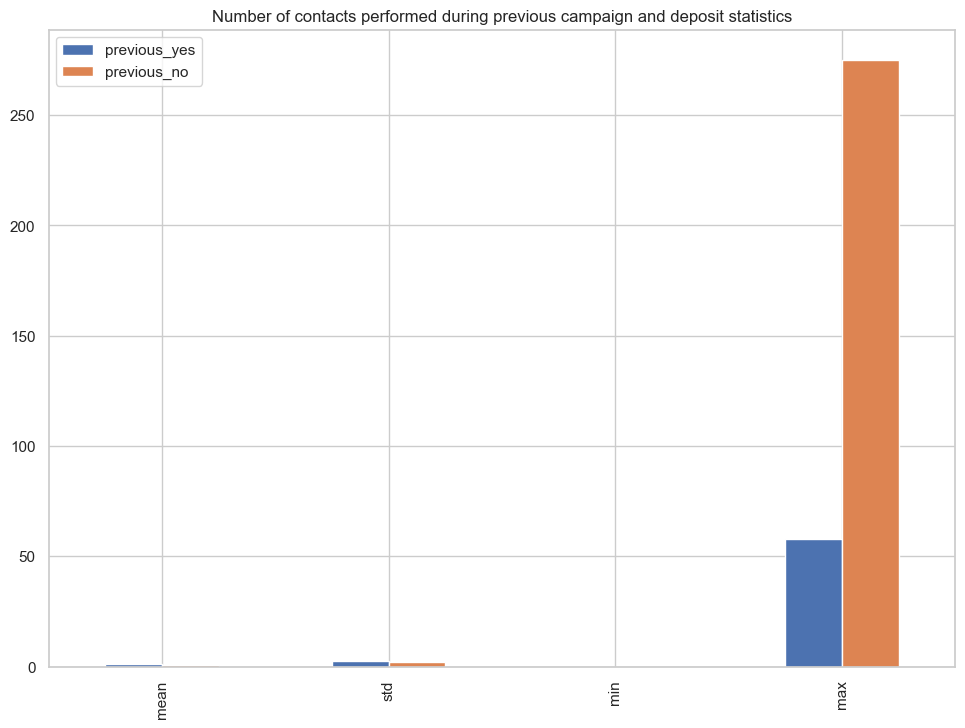 Number of contacts performed during previous campaign and deposit statistics
previous_yes
previous_no
250
200
150
100
50
0
mean
std
min
max